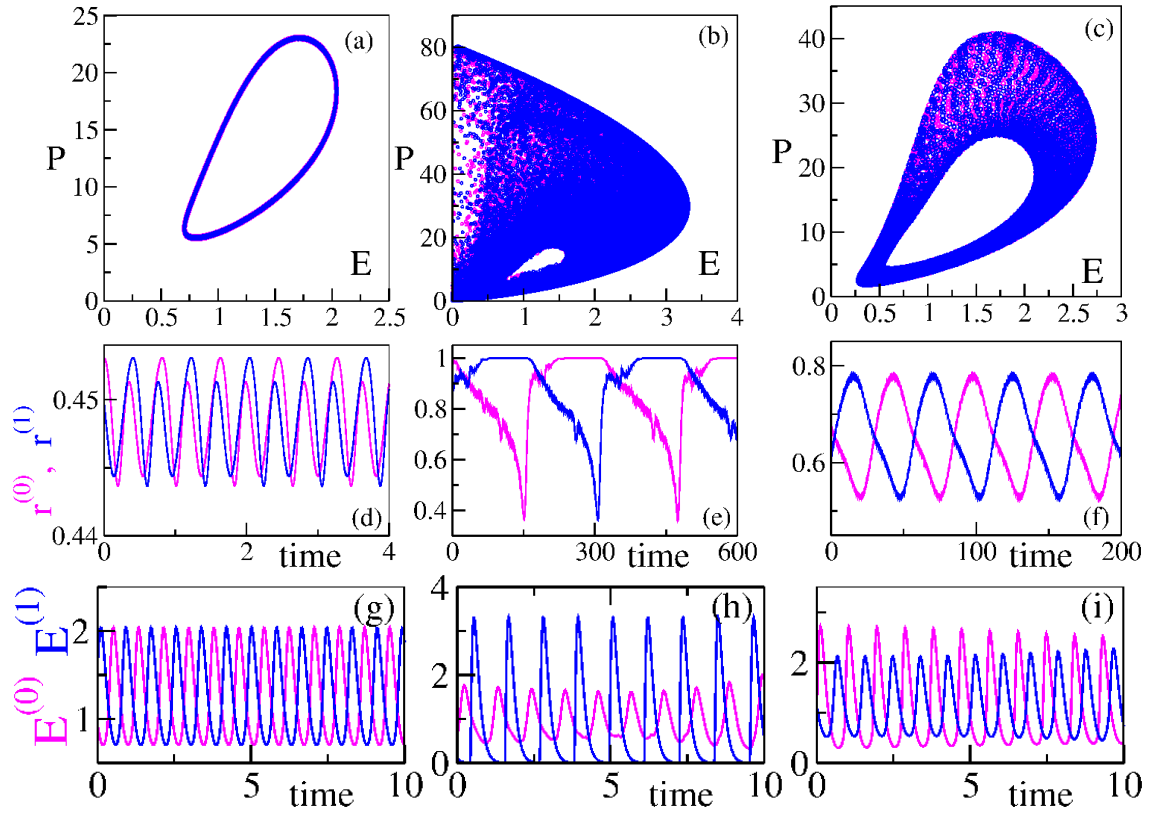 25
20
15
10
5
0
P
(a)
E
0 0.5 1 1.5 2 2.5
80
60
40
20
0
P
(b)
E
0 1 2 3 4
40
30
20
10
0
P
(c)
E
0.5 1 1.5 2 2.5 3
r(0) , r(1)
0.45
0.44
(d)
0 2 time 4
1
0.8
0.6
0.4
(e)
0 300 time 600
0.8
0.6
(f)
0 100 time 200
E(0) E(1)
2
1
(g)
0 5 time 10
4
2
0
(h)
0 5 time 10
2
0
(i)
0 5 time 10